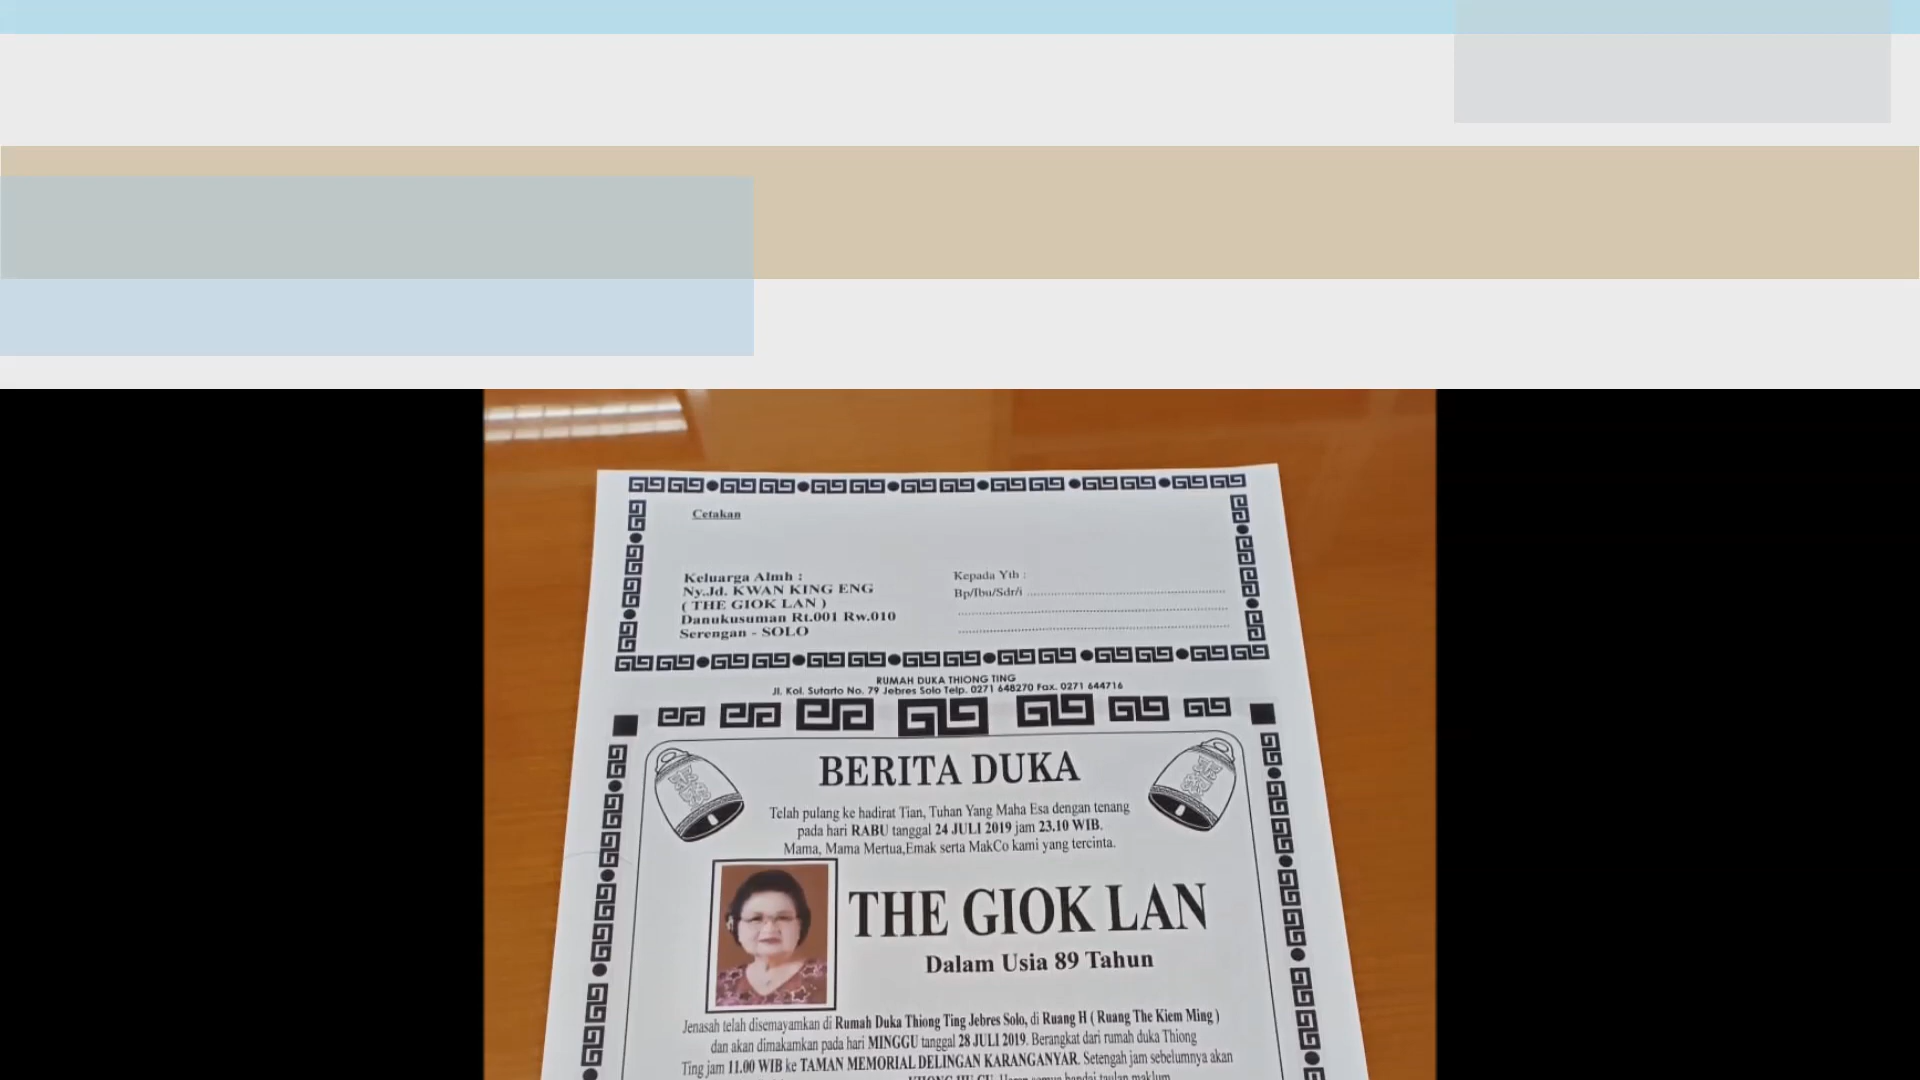 Cetakan
Keluarga Almh :
Ny.Jd. KWAN KING ENG
( THE GIOK LAN )
Danukusuman Rt.001 Rw.010
Serengan - SOLO
Kepada Yth :
Bp/Ibu/Sdr/i
RUMAH DUKA THIONG TING
Jl. Kol. Sutarto No. 79 Jebres Solo Telp. 0271 648270 Fax. 0271 644716
BERITA DUKA
Telah pulang ke hadirat Tian, Tuhan Yang Maha Esa dengan tenang
pada hari RABU tanggal 24 JULI 2019 jam 23.10 WIB.
Mama, Mama Mertua,Emak serta MakCo kami yang tercinta.
THE GIOK LAN
Dalam Usia 89 Tahun
Jenasah telah disemayamkan di Rumah Duka Thiong Ting Jebres Solo, di Ruang H ( Ruang The Kiem Ming )
dan akan dimakamkan pada hari MINGGU tanggal 28 JULI 2019. Berangkat dari rumah duka Thiong
Ting jam 11.00 WIB ke TAMAN MEMORIAL DELINGAN KARANGANYAR. Setengah jam sebelumnya akan